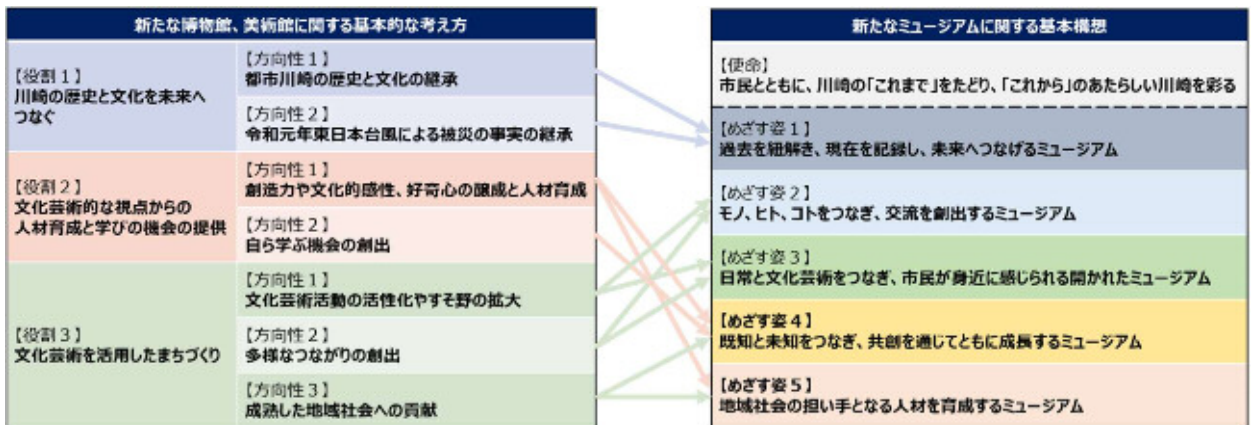 新たな博物館、美術館に関する基本的な考え方
【役割1】
川崎の歴史と文化を未来へ
つなぐ
【方向性1】
都市川崎の歴史と文化の継承
【方向性2】
令和元年東日本台風による被災の事実の継承
【役割2】
文化芸術的な視点からの
人材育成と学びの機会の提供
【方向性1】
創造力や文化的感性、好奇心の醸成と人材育成
【方向性2】
自ら学ぶ機会の創出
【役割3】
文化芸術を活用したまちづくり
【方向性1】
文化芸術活動の活性化やすそ野の拡大
【方向性2】
多様なつながりの創出
【方向性3】
成熟した地域社会への貢献
新たなミュージアムに関する基本構想
【使命】
市民とともに、川崎の「これまで」をたどり、「これから」のあたらしい川崎を彩る
【めざす姿1】
過去を紐解き、現在を記録し、未来へつなげるミュージアム
【めざす姿2】
モノ、ヒト、コトをつなぎ、交流を創出するミュージアム
【めざす姿3】
日常と文化芸術をつなぎ、市民が身近に感じられる開かれたミュージアム
【めざす姿4】
既知と未知をつなぎ、共創を通じてともに成長するミュージアム
【めざす姿5】
地域社会の担い手となる人材を育成するミュージアム